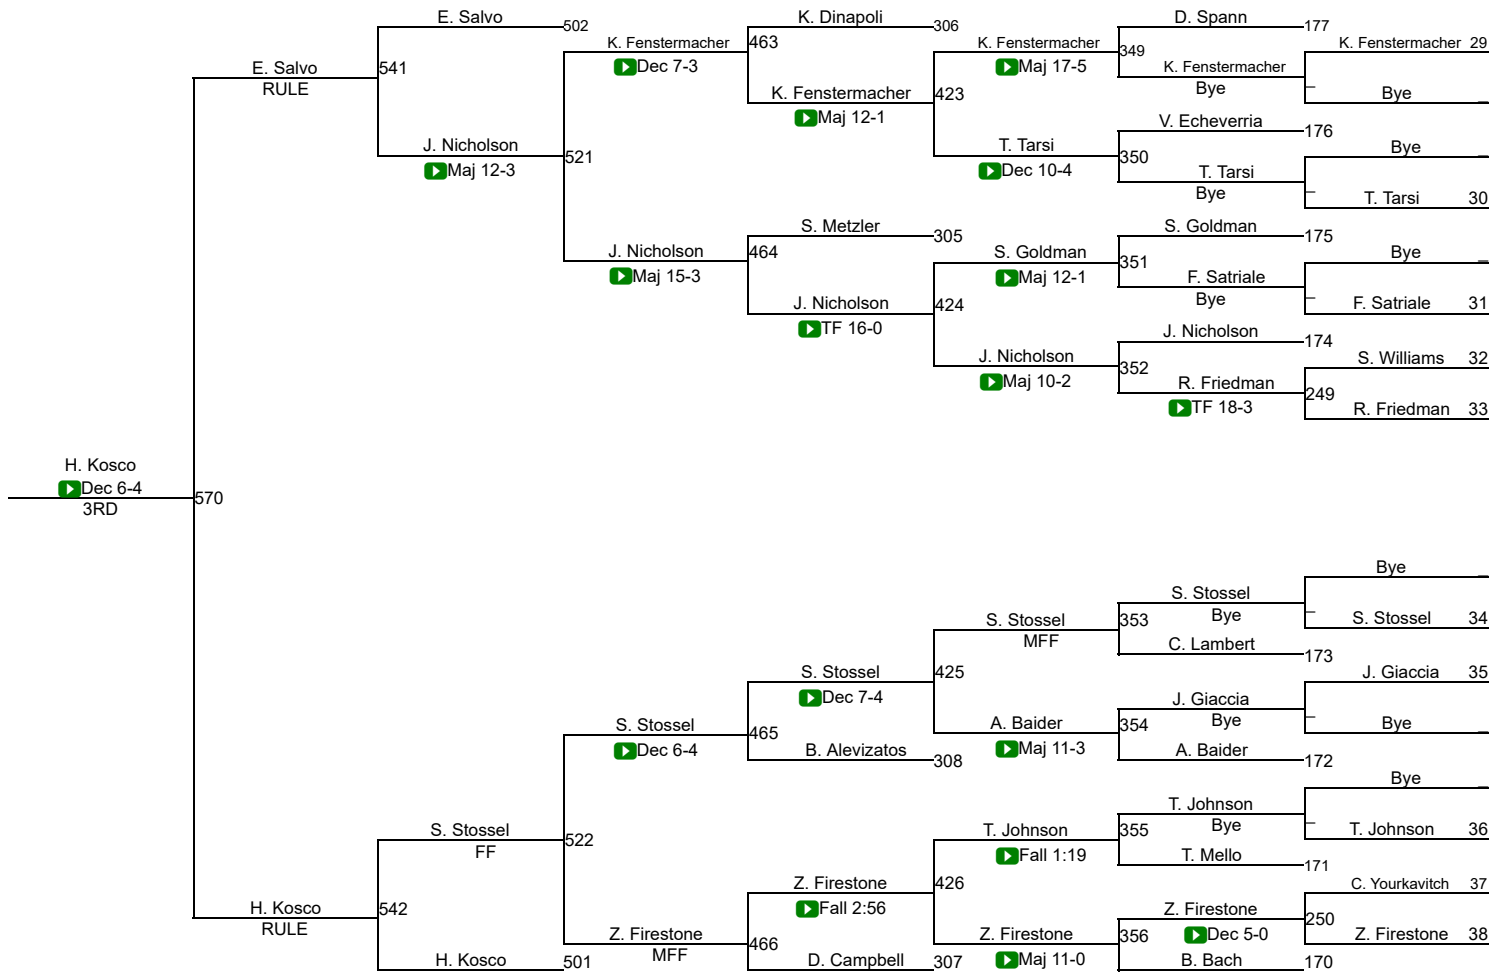 E. Salvo
502
K. Dinapoli
306
D. Spann
177
K. Fenstermacher
463
K. Fenstermacher
349
K. Fenstermacher 29
Dec 7-3
Maj 17-5
K. Fenstermacher
E. Salvo
541
RULE
Bye
Bye
K. Fenstermacher
423
Maj 12-1
V. Echeverria
176
J. Nicholson
521
T. Tarsi
350
Bye
Maj 12-3
Dec 10-4
T. Tarsi
Bye
T. Tarsi 30
S. Metzler
305
S. Goldman
175
J. Nicholson
464
S. Goldman
351
Bye
Maj 15-3
Maj 12-1
F. Satriale
Bye
J. Nicholson
424
F. Satriale 31
TF 16-0
J. Nicholson
174
J. Nicholson
352
S. Williams 32
Maj 10-2
R. Friedman
249
TF 18-3
R. Friedman 33
H. Kosco
Dec 6-4
570
3RD
Bye
S. Stossel
S. Stossel
353
Bye
S. Stossel 34
MFF
C. Lambert
173
S. Stossel
425
J. Giaccia 35
Dec 7-4
J. Giaccia
S. Stossel
465
A. Baider
354
Bye
Bye
Dec 6-4
B. Alevizatos
308
Maj 11-3
A. Baider
172
Bye
T. Johnson
S. Stossel
522
T. Johnson
355
Bye
T. Johnson 36
FF
Fall 1:19
T. Mello
171
Z. Firestone
426
C. Yourkavitch 37
H. Kosco
542
Fall 2:56
Z. Firestone
250
RULE
Z. Firestone
466
Z. Firestone
356
Dec 5-0
Z. Firestone 38
MFF
H. Kosco
501
D. Campbell
307
Maj 11-0
B. Bach
170